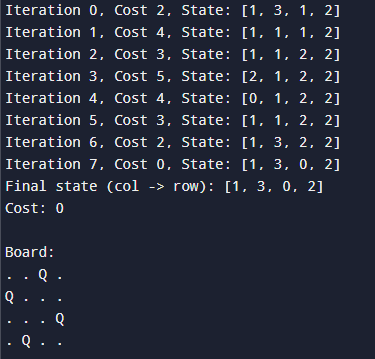 Iteration 0, Cost 2, State: [1, 3, 1, 2]
Iteration 1, Cost 4, State: [1, 1, 1, 2]
Iteration 2, Cost 3, State: [1, 1, 2, 2]
Iteration 3, Cost 5, State: [2, 1, 2, 2]
Iteration 4, Cost 4, State: [0, 1, 2, 2]
Iteration 5, Cost 3, State: [1, 1, 2, 2]
Iteration 6, Cost 2, State: [1, 3, 2, 2]
Iteration 7, Cost 0, State: [1, 3, 0, 2]
Final state (col -> row): [1, 3, 0, 2]
Cost: 0

Board:
. . Q .
Q . . .
. . . Q
. Q . .